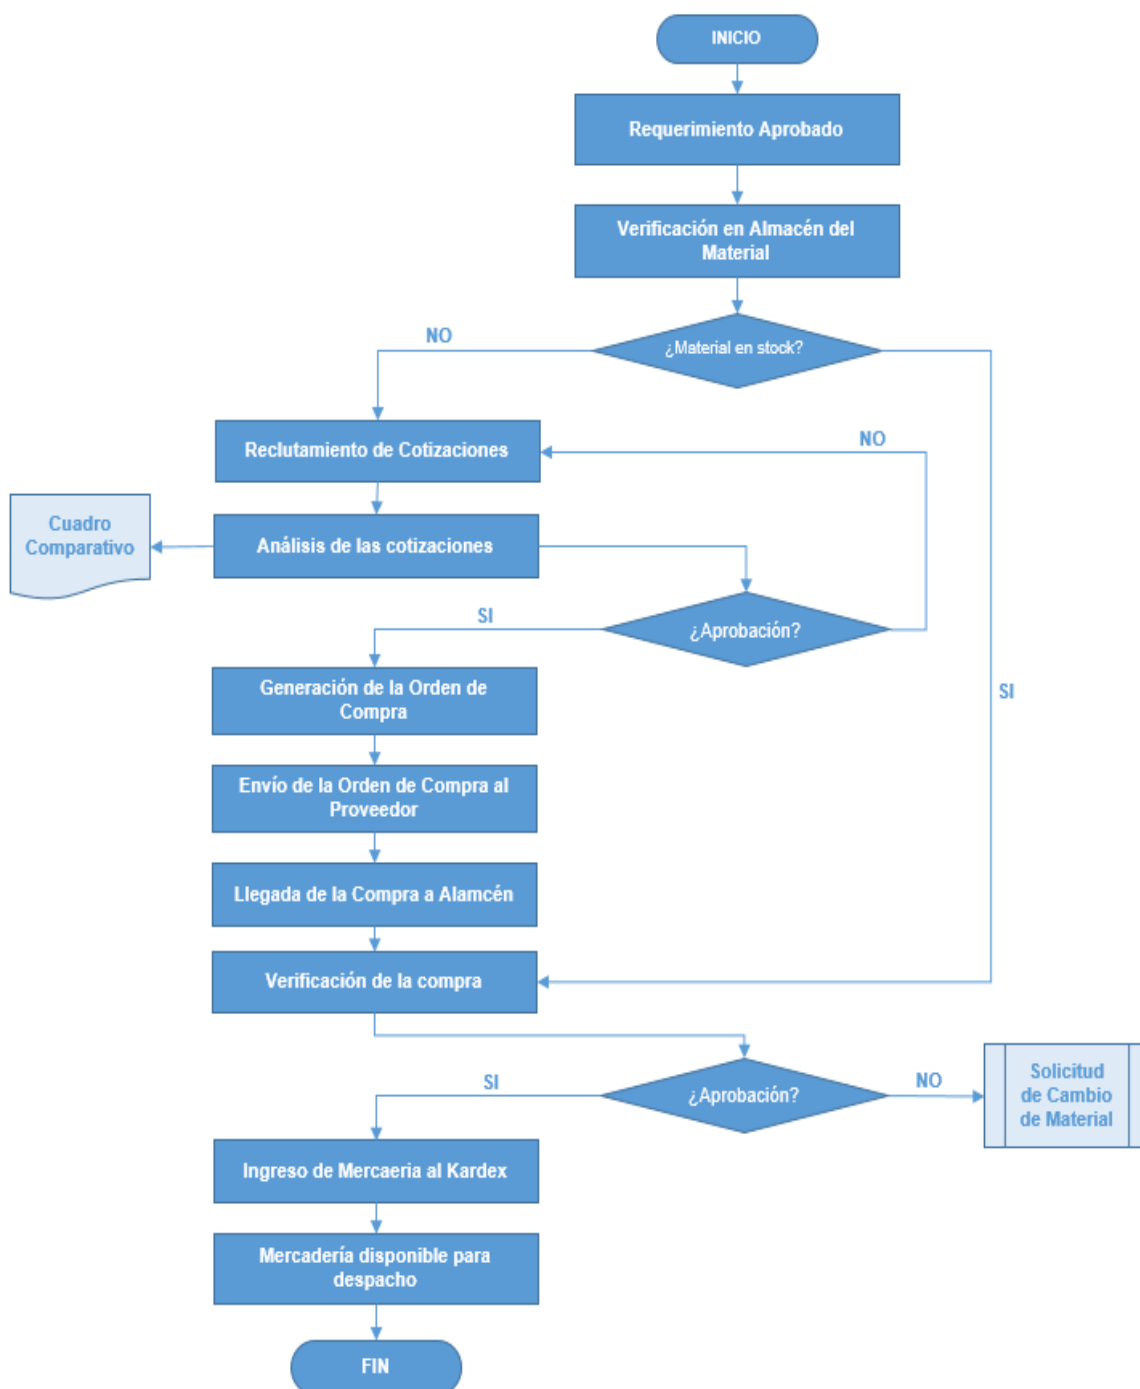 INICIO
Requerimiento Aprobado
Verificación en Almacén del
Material
¿Material en stock?
NO
SI
Reclutamiento de Cotizaciones
NO
Cuadro
Comparativo
Análisis de las cotizaciones
¿Aprobación?
SI
Generación de la Orden de
Compra
Envío de la Orden de Compra al
Proveedor
Llegada de la Compra a Alamcén
Verificación de la compra
¿Aprobación?
SI
NO
Solicitud
de Cambio
de Material
Ingreso de Mercaeria al Kardex
Mercadería disponible para
despacho
FIN